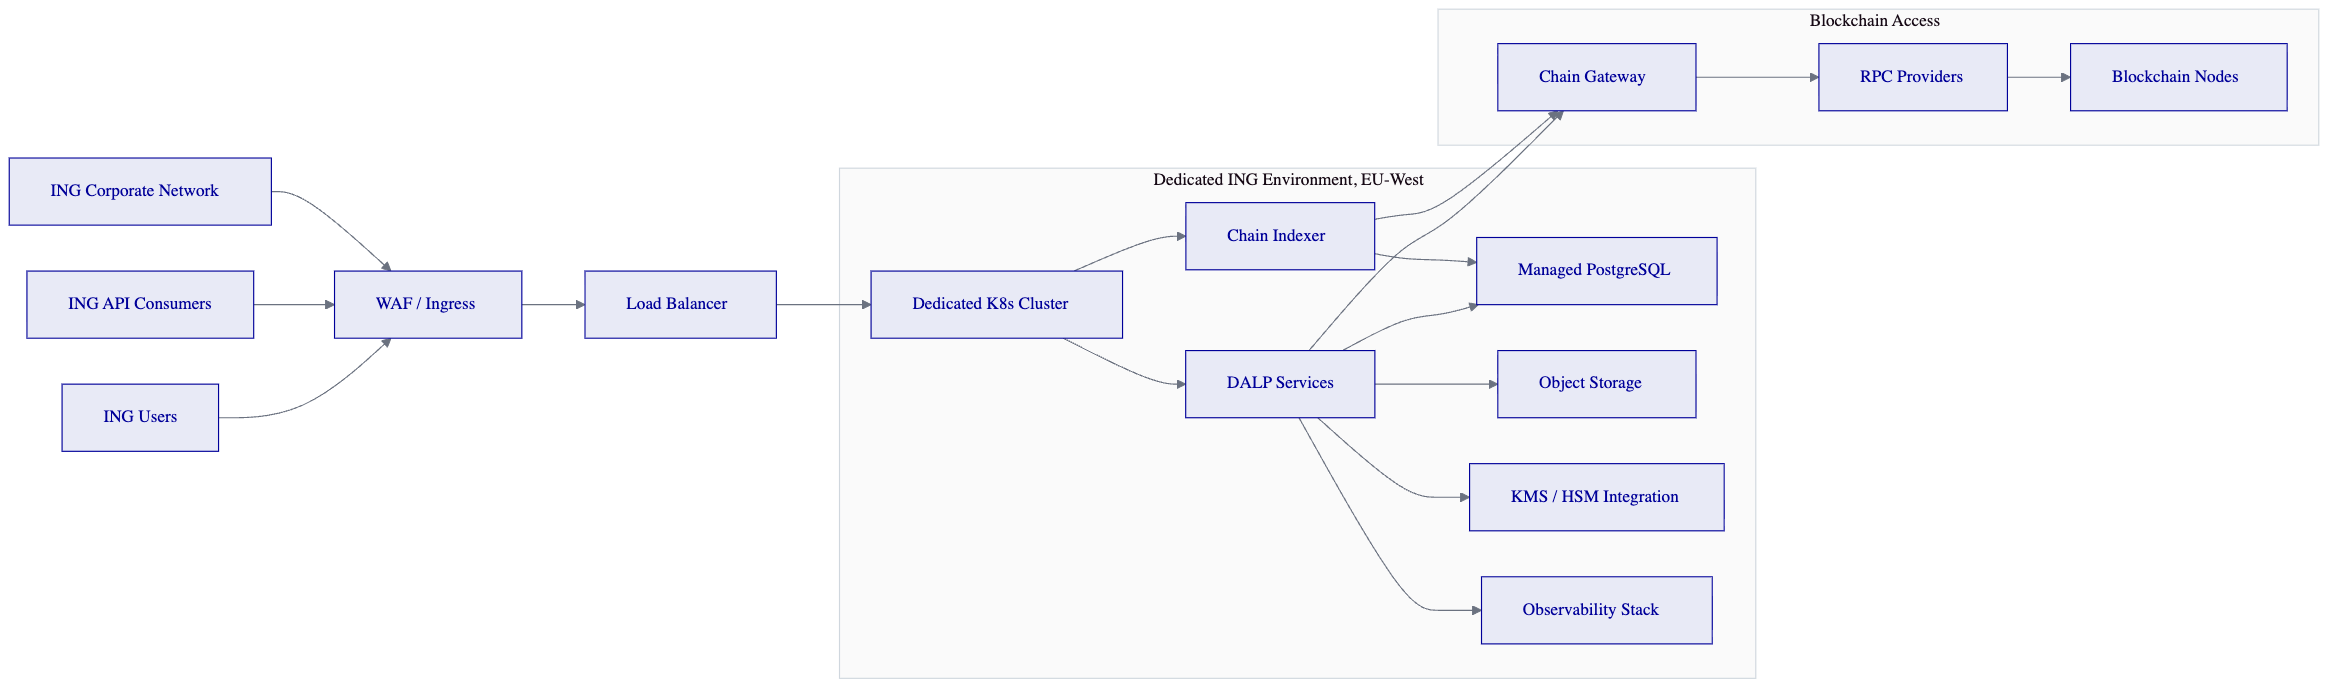 Blockchain Access
Chain Gateway
RPC Providers
Blockchain Nodes
ING Corporate Network
ING API Consumers
ING Users
WAF / Ingress
Load Balancer
Dedicated ING Environment, EU-West
Dedicated K8s Cluster
Chain Indexer
DALP Services
Managed PostgreSQL
Object Storage
KMS / HSM Integration
Observability Stack